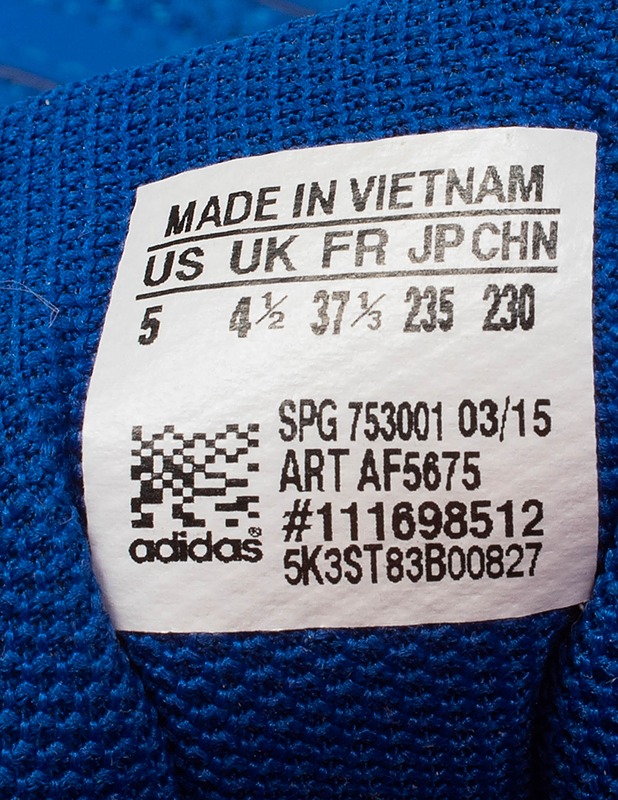 MADE IN VIETNAM
US UK FR JP CHN
5 4½ 37⅓ 235 230
SPG 753001 03/15
ART AF5675
#111698512
5K3ST83B00827
adidas®